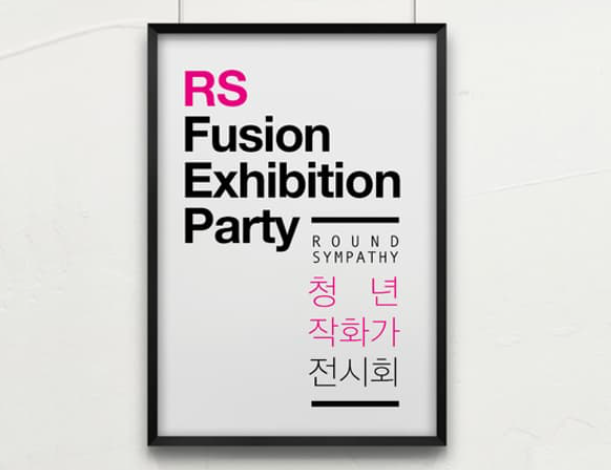 RS
Fusion
Exhibition
Party
ROUND
SYMPATHY
청 년
작화가
전시회